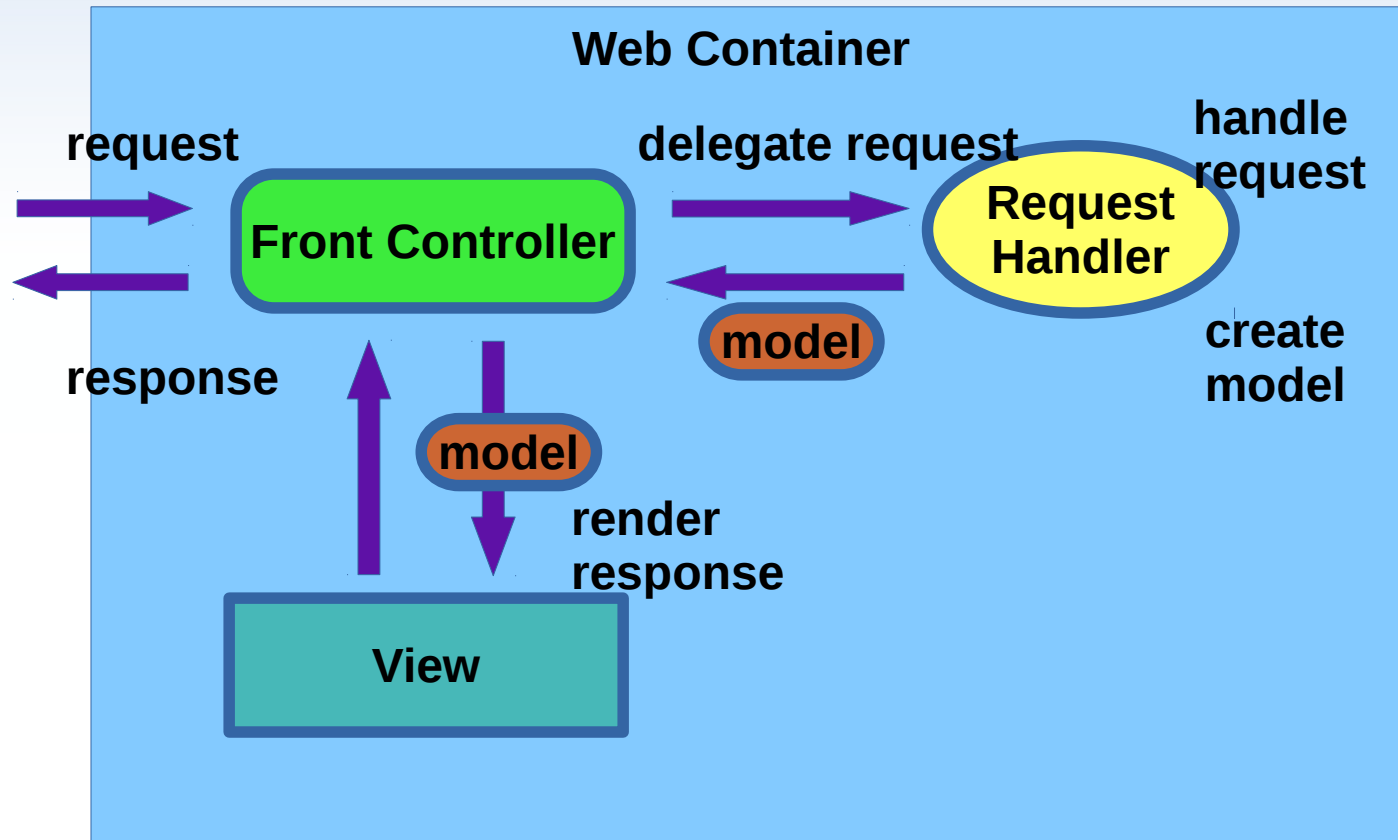 Web Container
request
delegate request
handle
request
Front Controller
Request
Handler
model
response
create
model
model
render
response
View